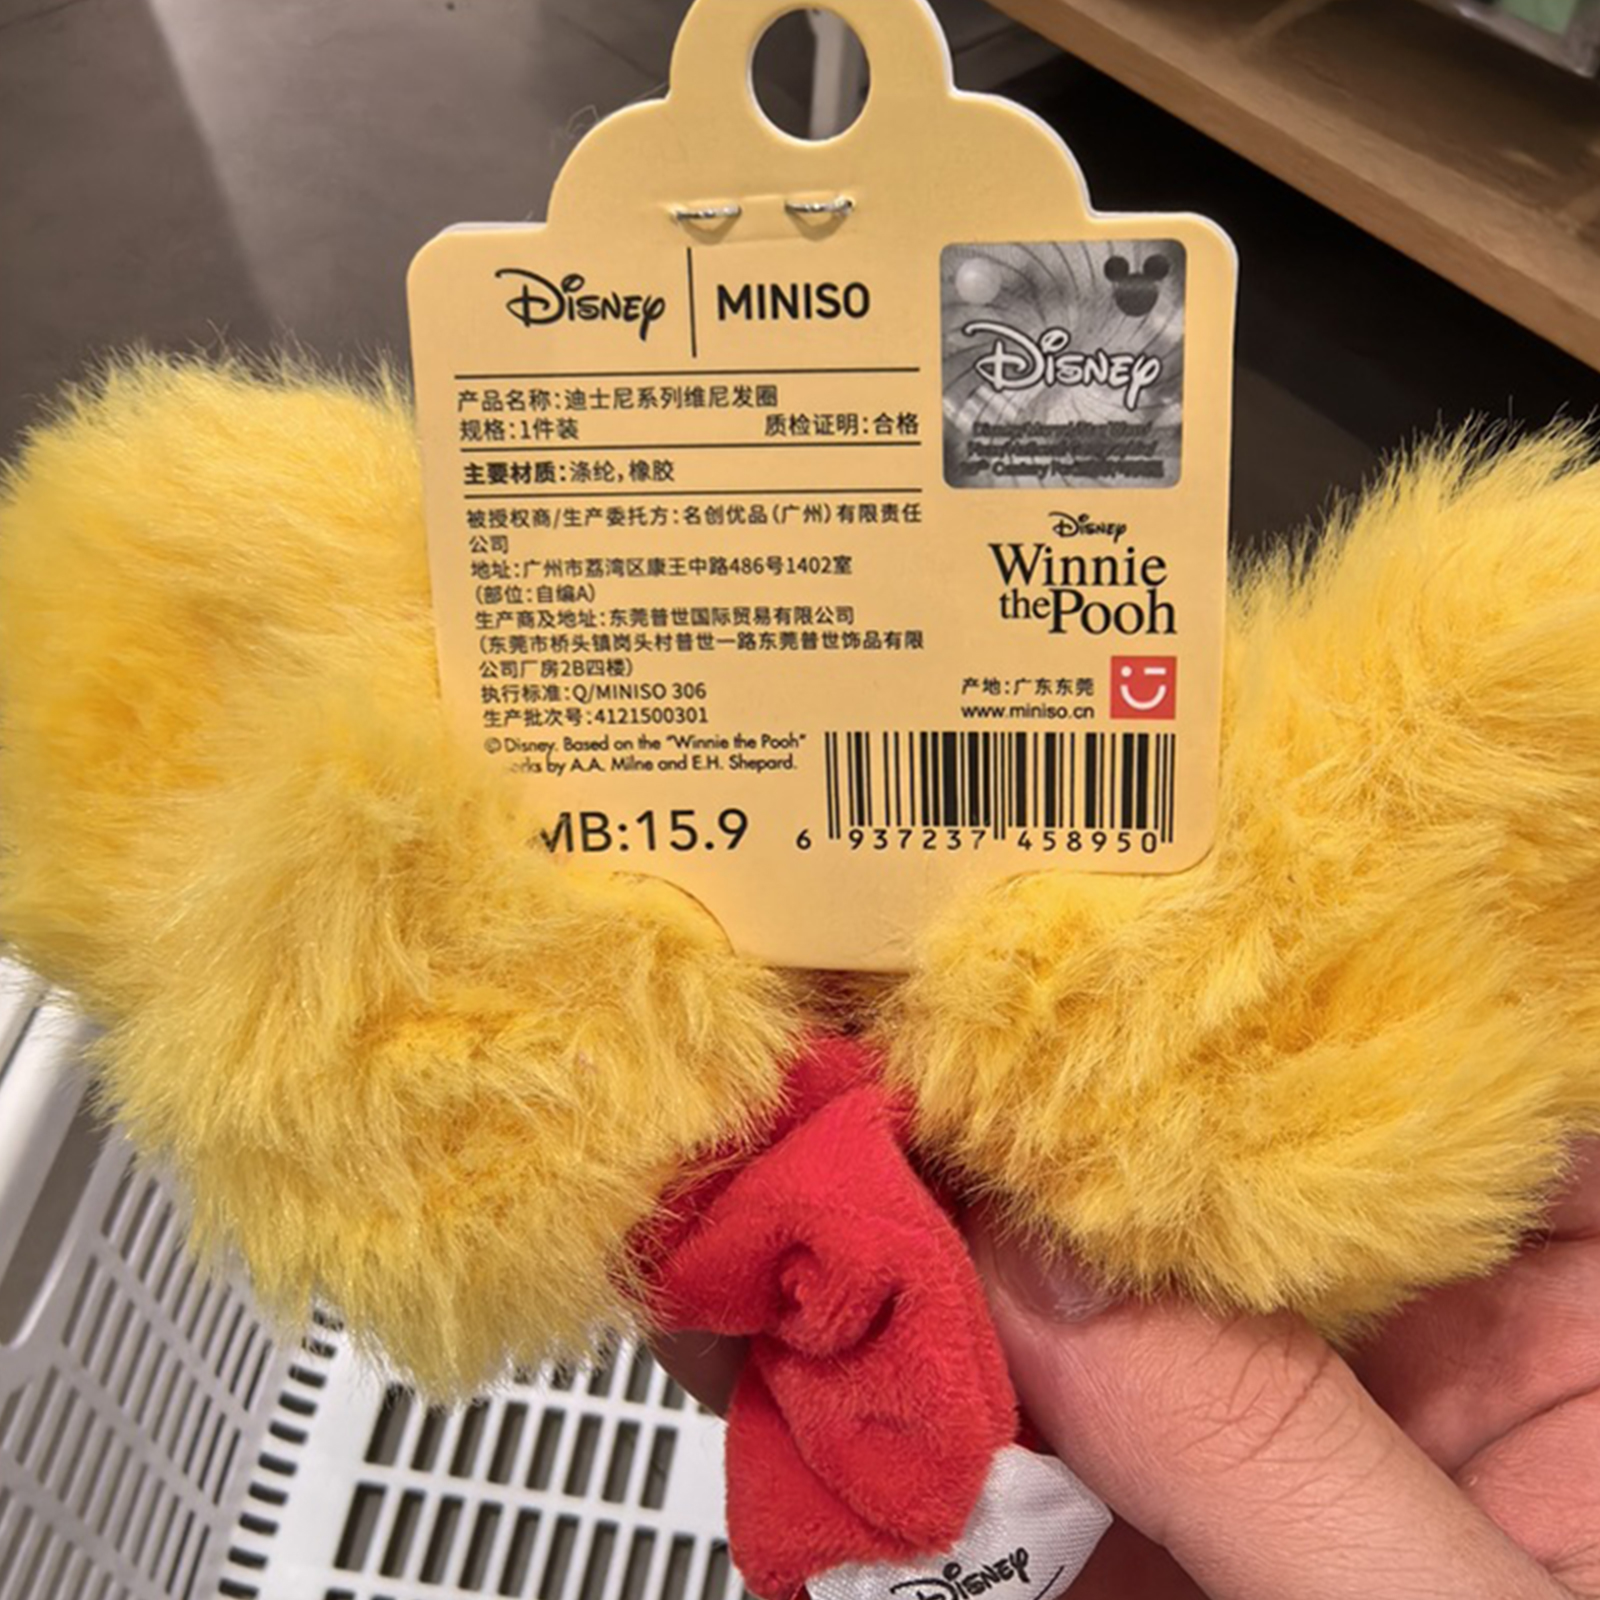 Disney | MINISO
Disney
产品名称:迪士尼系列维尼发圈
规格:1件装 质检证明:合格
主要材质:涤纶,橡胶
被授权商/生产委托方:名创优品(广州)有限责任
公司
地址:广州市荔湾区康王中路486号1402室
(部位:自编A)
生产商及地址:东莞普世国际贸易有限公司
(东莞市桥头镇岗头村普世一路东莞普世饰品有限
公司厂房2B四楼)
执行标准:Q/MINISO 306
生产批次号:4121500301
© Disney. Based on the "Winnie the Pooh"
by A.A. Milne and E.H. Shepard.
Disney
Winnie
the Pooh
产地:广东东莞
www.miniso.cn
MB:15.9
6 937237 458950
Disney